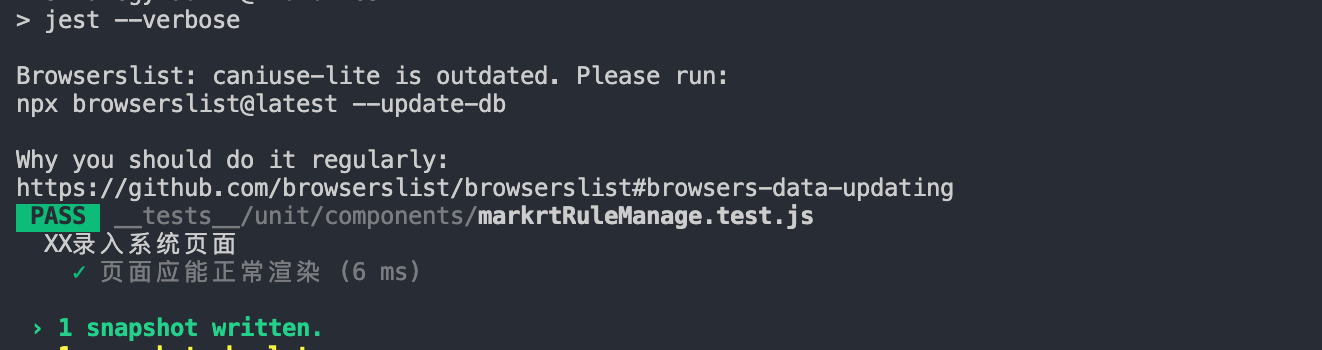 > jest --verbose
Browserslist: caniuse-lite is outdated. Please run:
npx browserslist@latest --update-db
Why you should do it regularly:
https://github.com/browserslist/browserslist#browsers-data-updating
PASS __tests__/unit/components/markrtRuleManage.test.js
XX录入系统页面
✓ 页面应能正常渲染 (6 ms)
› 1 snapshot written.